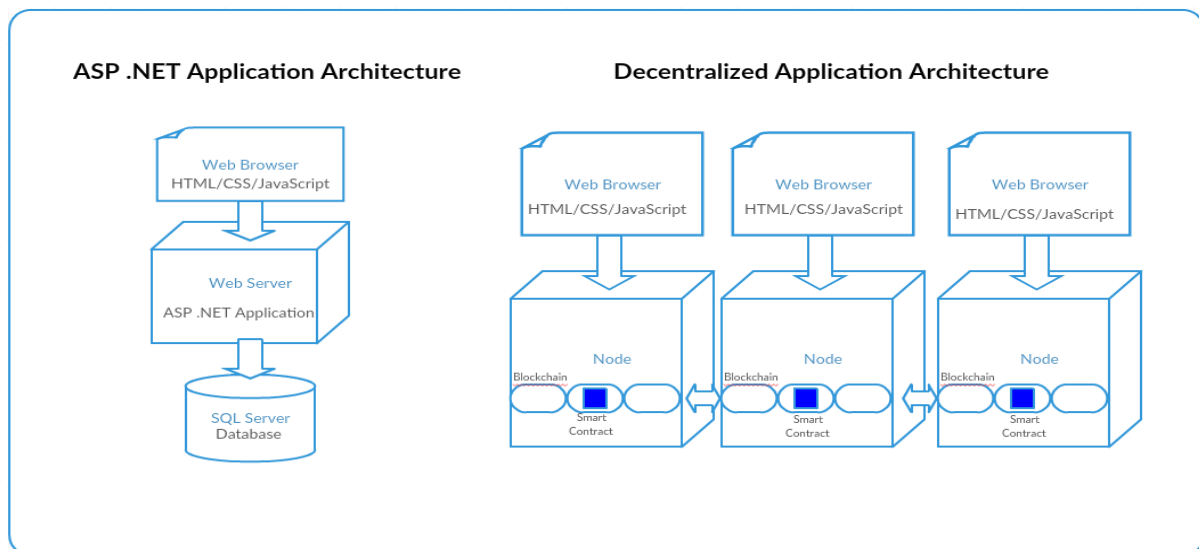 ASP .NET Application Architecture
Decentralized Application Architecture
Web Browser
HTML/CSS/JavaScript
Web Server
ASP .NET Application
SQL Server
Database
Web Browser
HTML/CSS/JavaScript
Node
Blockchain
Smart
Contract
Web Browser
HTML/CSS/JavaScript
Node
Blockchain
Smart
Contract
Web Browser
HTML/CSS/JavaScript
Node
Blockchain
Smart
Contract